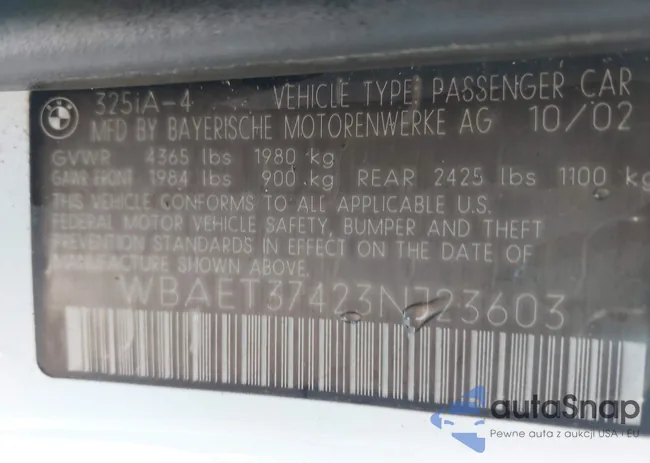 325iA-4 VEHICLE TYPE: PASSENGER CAR
MFD BY BAYERISCHE MOTORENWERKE AG 10/02
GVWR 4365 lbs 1980 kg
GAWR FRONT 1984 lbs 900 kg REAR 2425 lbs 1100 kg
THIS VEHICLE CONFORMS TO ALL APPLICABLE U.S.
FEDERAL MOTOR VEHICLE SAFETY, BUMPER AND THEFT
PREVENTION STANDARDS IN EFFECT ON THE DATE OF
MANUFACTURE SHOWN ABOVE.
WBAET37423NJ23603
autaSnap
Pewne auta z aukcji USA i EU